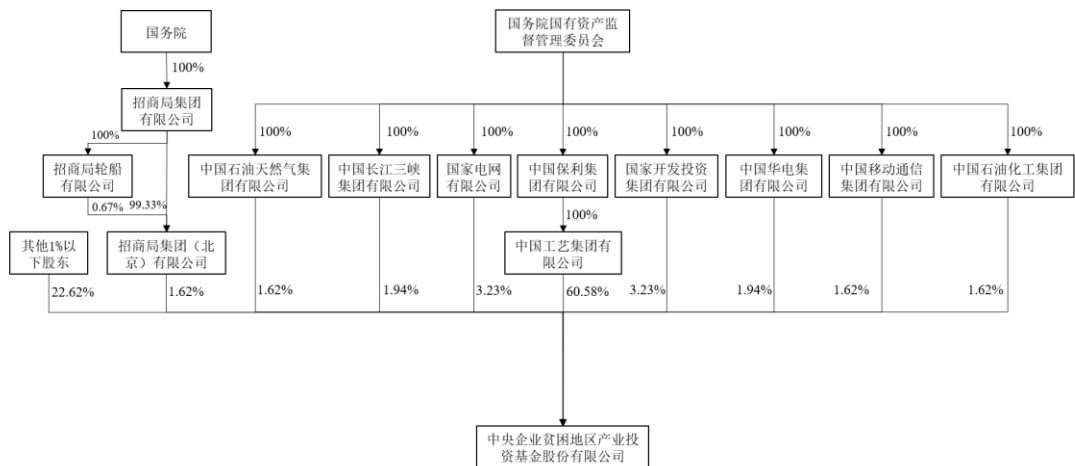 国务院
国务院国有资产监
督管理委员会
100%
招商局集团
有限公司
100%
100%
100%
100%
100%
100%
100%
100%
100%
招商局轮船
有限公司
中国石油天然气集
团有限公司
中国长江三峡
集团有限公司
国家电网
有限公司
中国保利集
团有限公司
国家开发投资
集团有限公司
中国华电集
团有限公司
中国移动通信
集团有限公司
中国石油化工集团
有限公司
0.67%
99.33%
100%
其他1%以
下股东
招商局集团（北
京）有限公司
中国工艺集团有
限公司
22.62%
1.62%
1.62%
1.94%
3.23%
60.58%
3.23%
1.94%
1.62%
1.62%
中央企业贫困地区产业投
资基金股份有限公司